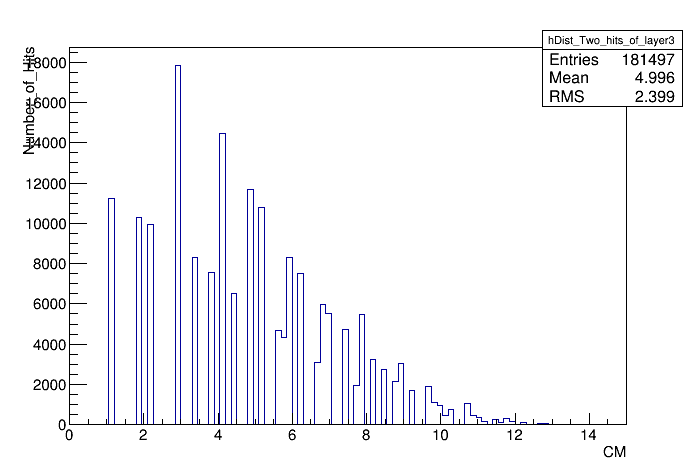 hDist_Two_hits_of_layer3
Entries 181497
Mean 4.996
RMS 2.399
Number_of_Hits
18000
16000
14000
12000
10000
8000
6000
4000
2000
0
0 2 4 6 8 10 12 14
CM